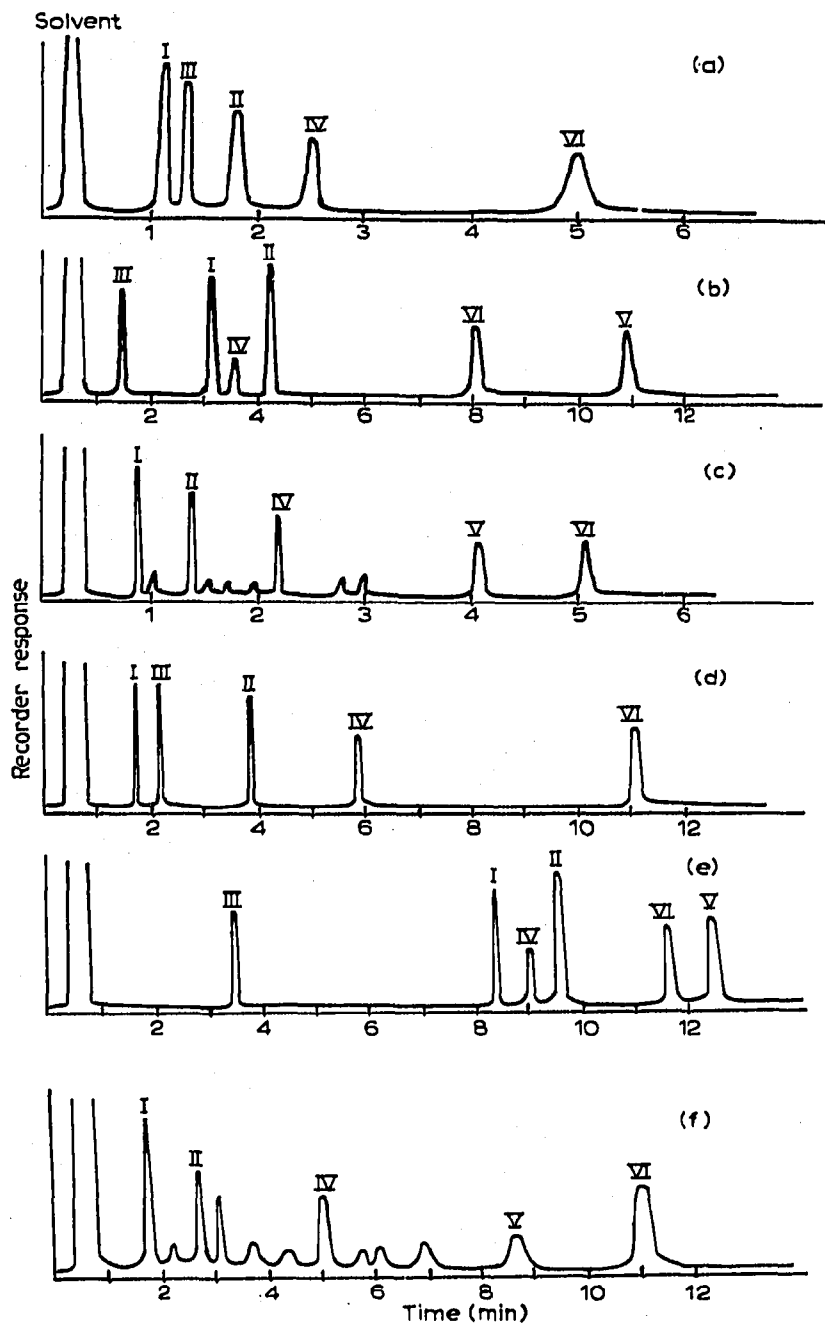 Solvent
(a)
I III II IV VI
1 2 3 4 5 6
(b)
III I IV II VI V
2 4 6 8 10 12
(c)
I II IV V VI
1 2 3 4 5 6
(d)
I III II IV VI
2 4 6 8 10 12
(e)
III I IV II VI V
2 4 6 8 10 12
(f)
I II IV V VI
2 4 6 8 10 12
Time (min)
Recorder response